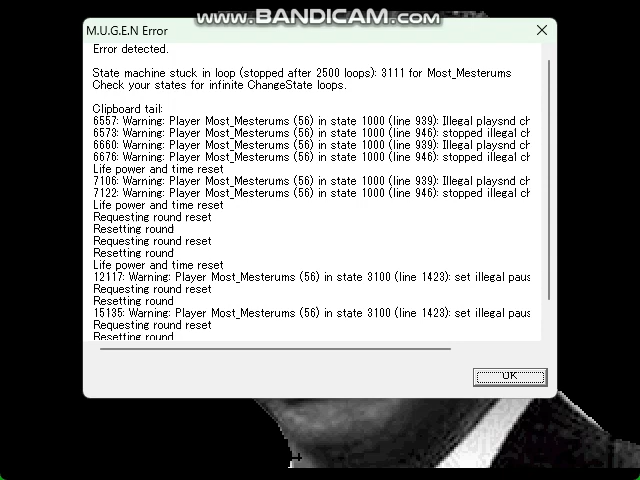 www.BANDICAM.com
M.U.G.E.N Error
Error detected.
State machine stuck in loop (stopped after 2500 loops): 3111 for Most_Mesterums
Check your states for infinite ChangeState loops.
Clipboard tail:
6557: Warning: Player Most_Mesterums (56) in state 1000 (line 939): Illegal playsnd ch
6573: Warning: Player Most_Mesterums (56) in state 1000 (line 946): stopped illegal ch
6660: Warning: Player Most_Mesterums (56) in state 1000 (line 939): Illegal playsnd ch
6676: Warning: Player Most_Mesterums (56) in state 1000 (line 946): stopped illegal ch
Life power and time reset
7106: Warning: Player Most_Mesterums (56) in state 1000 (line 939): Illegal playsnd ch
7122: Warning: Player Most_Mesterums (56) in state 1000 (line 946): stopped illegal ch
Life power and time reset
Requesting round reset
Resetting round
Requesting round reset
Resetting round
Life power and time reset
12117: Warning: Player Most_Mesterums (56) in state 3100 (line 1423): set illegal paus
Requesting round reset
Resetting round
15135: Warning: Player Most_Mesterums (56) in state 3100 (line 1423): set illegal paus
Requesting round reset
Resetting round
OK